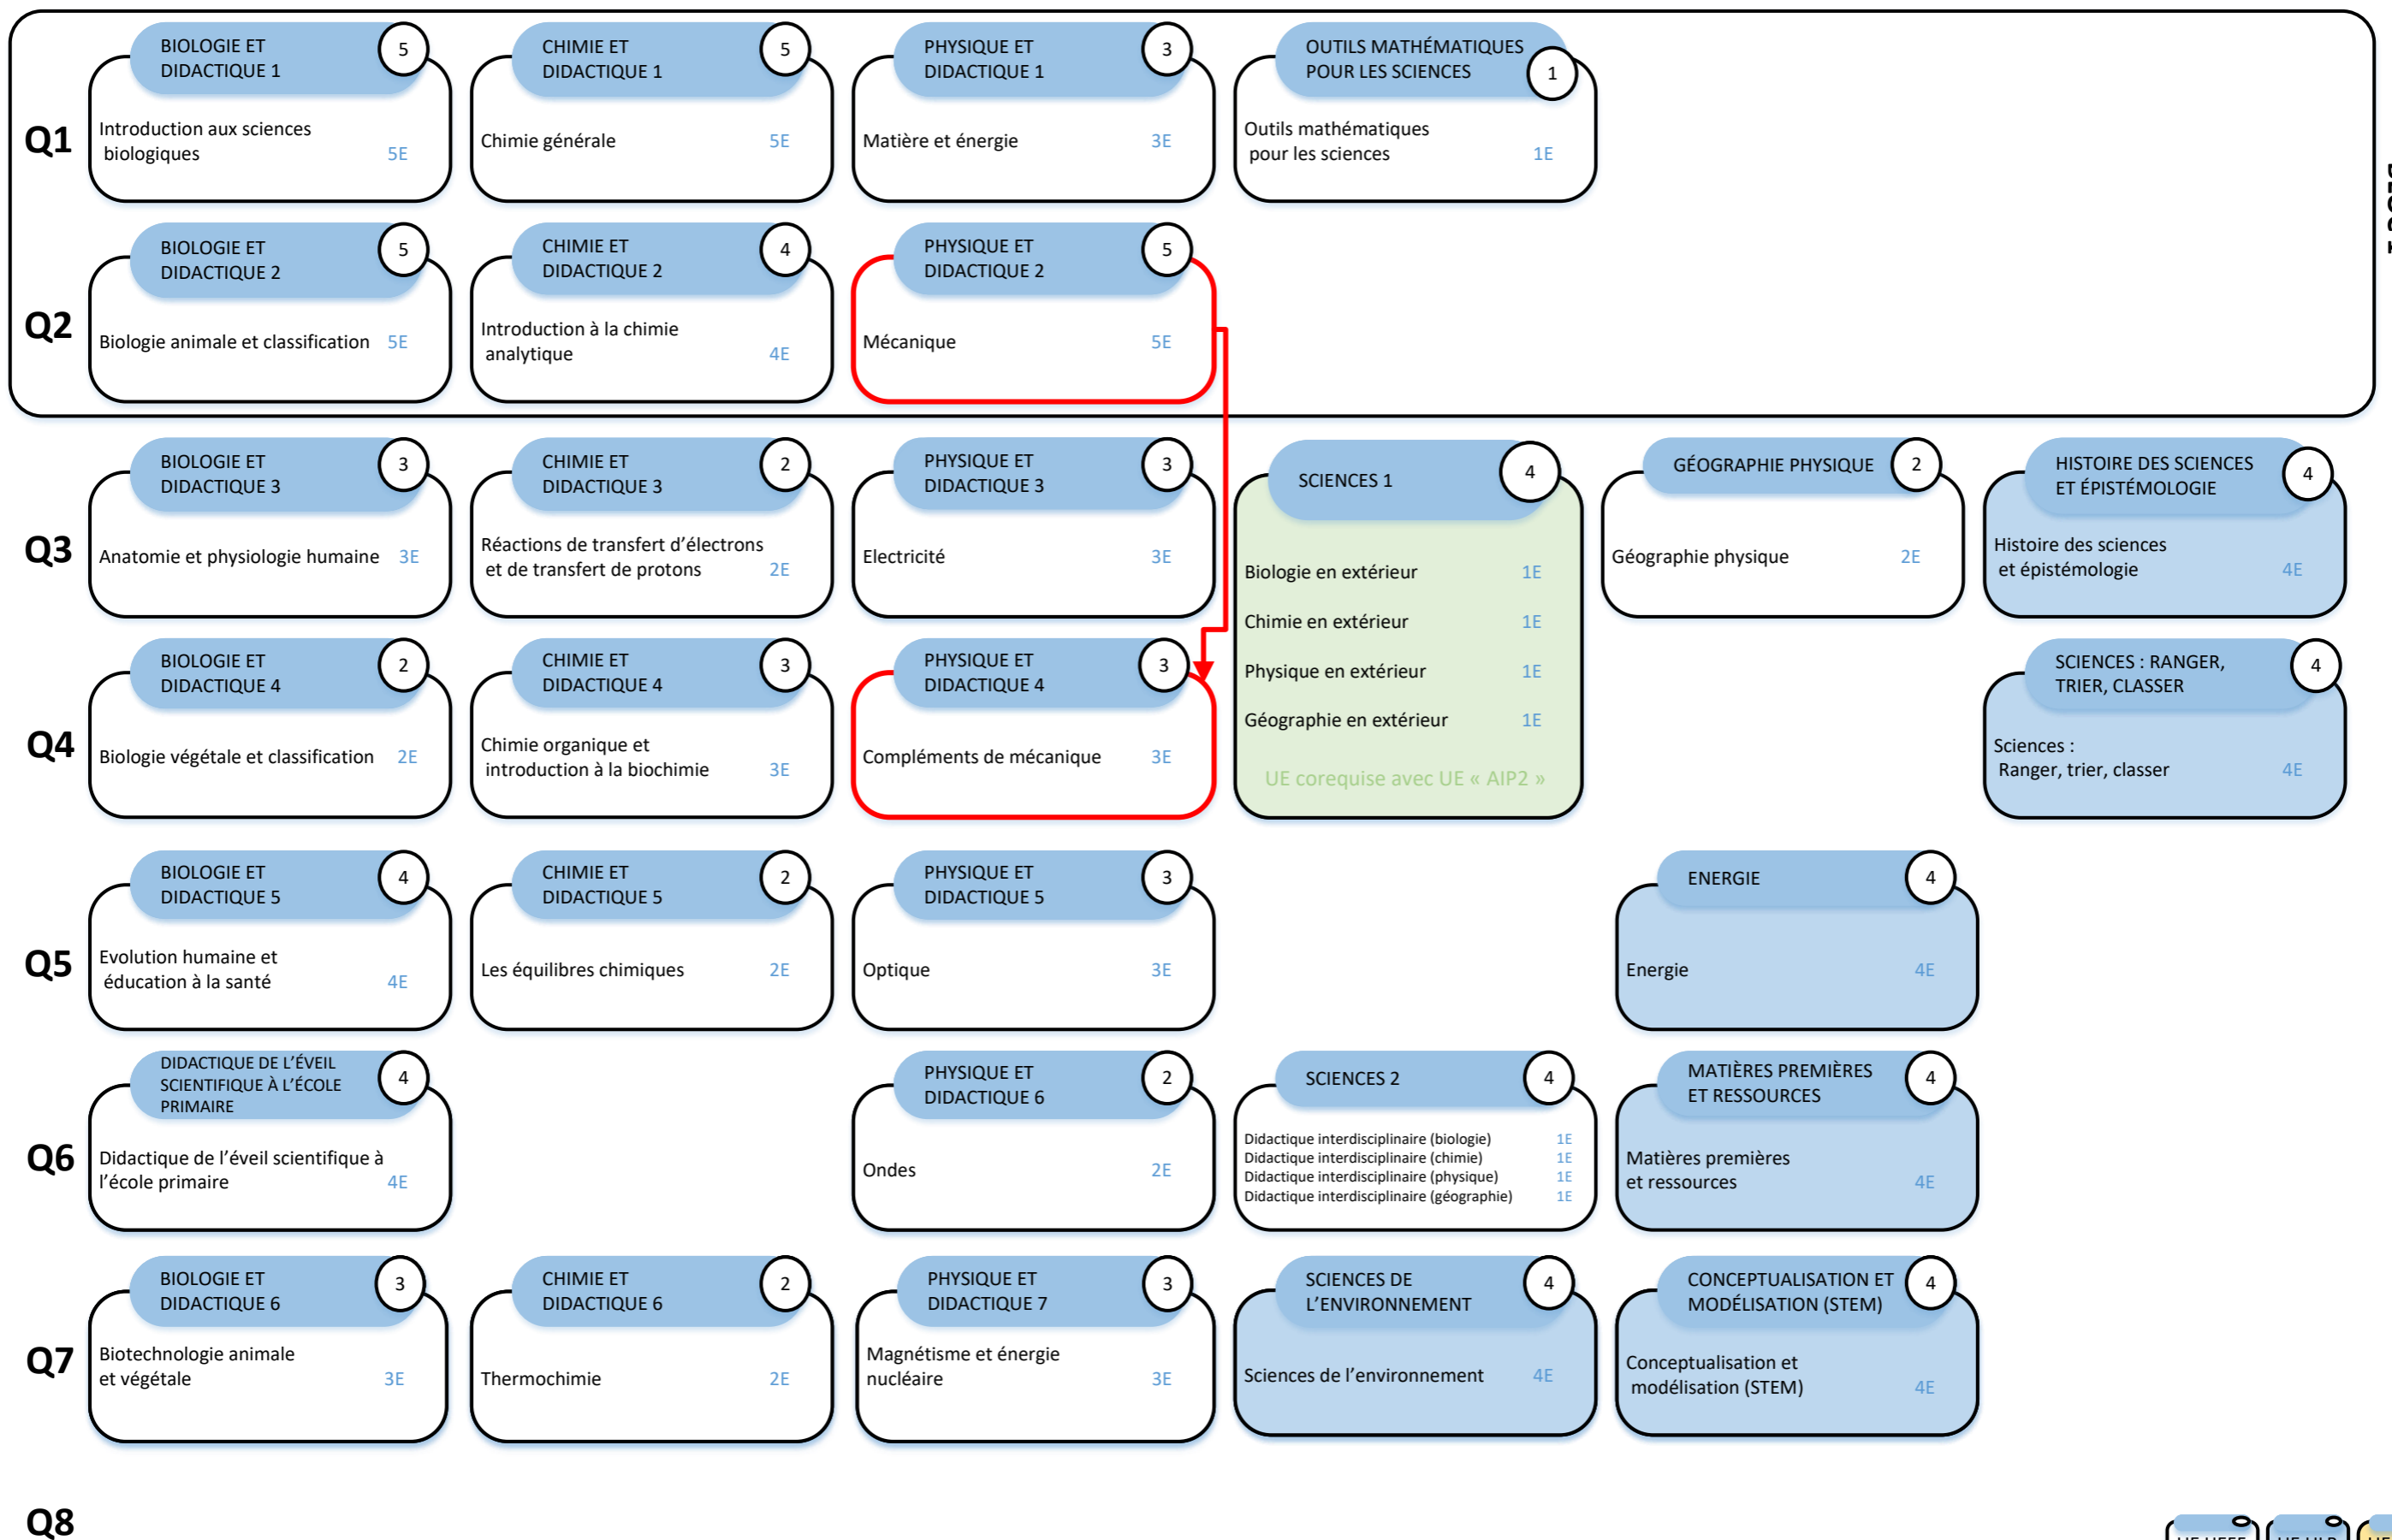 BIOLOGIE ET
DIDACTIQUE 1
5
Introduction aux sciences
biologiques
5E
CHIMIE ET
DIDACTIQUE 1
5
Chimie générale
5E
PHYSIQUE ET
DIDACTIQUE 1
3
Matière et énergie
3E
OUTILS MATHÉMATIQUES
POUR LES SCIENCES
1
Outils mathématiques
pour les sciences
1E
Q1
BIOLOGIE ET
DIDACTIQUE 2
5
Biologie animale et classification
5E
CHIMIE ET
DIDACTIQUE 2
4
Introduction à la chimie
analytique
4E
PHYSIQUE ET
DIDACTIQUE 2
5
Mécanique
5E
Q2
BIOLOGIE ET
DIDACTIQUE 3
3
Anatomie et physiologie humaine
3E
CHIMIE ET
DIDACTIQUE 3
2
Réactions de transfert d’électrons
et de transfert de protons
2E
PHYSIQUE ET
DIDACTIQUE 3
3
Electricité
3E
SCIENCES 1
4
Biologie en extérieur
1E
Chimie en extérieur
1E
Physique en extérieur
1E
Géographie en extérieur
1E
UE corequise avec UE « AIP2 »
GÉOGRAPHIE PHYSIQUE
2
Géographie physique
2E
HISTOIRE DES SCIENCES
ET ÉPISTÉMOLOGIE
4
Histoire des sciences
et épistémologie
4E
Q3
BIOLOGIE ET
DIDACTIQUE 4
2
Biologie végétale et classification
2E
CHIMIE ET
DIDACTIQUE 4
3
Chimie organique et
introduction à la biochimie
3E
PHYSIQUE ET
DIDACTIQUE 4
3
Compléments de mécanique
3E
SCIENCES : RANGER,
TRIER, CLASSER
4
Sciences :
Ranger, trier, classer
4E
Q4
BIOLOGIE ET
DIDACTIQUE 5
4
Evolution humaine et
éducation à la santé
4E
CHIMIE ET
DIDACTIQUE 5
2
Les équilibres chimiques
2E
PHYSIQUE ET
DIDACTIQUE 5
3
Optique
3E
ENERGIE
4
Energie
4E
Q5
DIDACTIQUE DE L’ÉVEIL
SCIENTIFIQUE À L’ÉCOLE
PRIMAIRE
4
Didactique de l’éveil scientifique à
l’école primaire
4E
PHYSIQUE ET
DIDACTIQUE 6
2
Ondes
2E
SCIENCES 2
4
Didactique interdisciplinaire (biologie)
1E
Didactique interdisciplinaire (chimie)
1E
Didactique interdisciplinaire (physique)
1E
Didactique interdisciplinaire (géographie)
1E
MATIÈRES PREMIÈRES
ET RESSOURCES
4
Matières premières
et ressources
4E
Q6
BIOLOGIE ET
DIDACTIQUE 6
3
Biotechnologie animale
et végétale
3E
CHIMIE ET
DIDACTIQUE 6
2
Thermochimie
2E
PHYSIQUE ET
DIDACTIQUE 7
3
Magnétisme et énergie
nucléaire
3E
SCIENCES DE
L’ENVIRONNEMENT
4
Sciences de l’environnement
4E
CONCEPTUALISATION ET
MODÉLISATION (STEM)
4
Conceptualisation et
modélisation (STEM)
4E
Q7
Q8